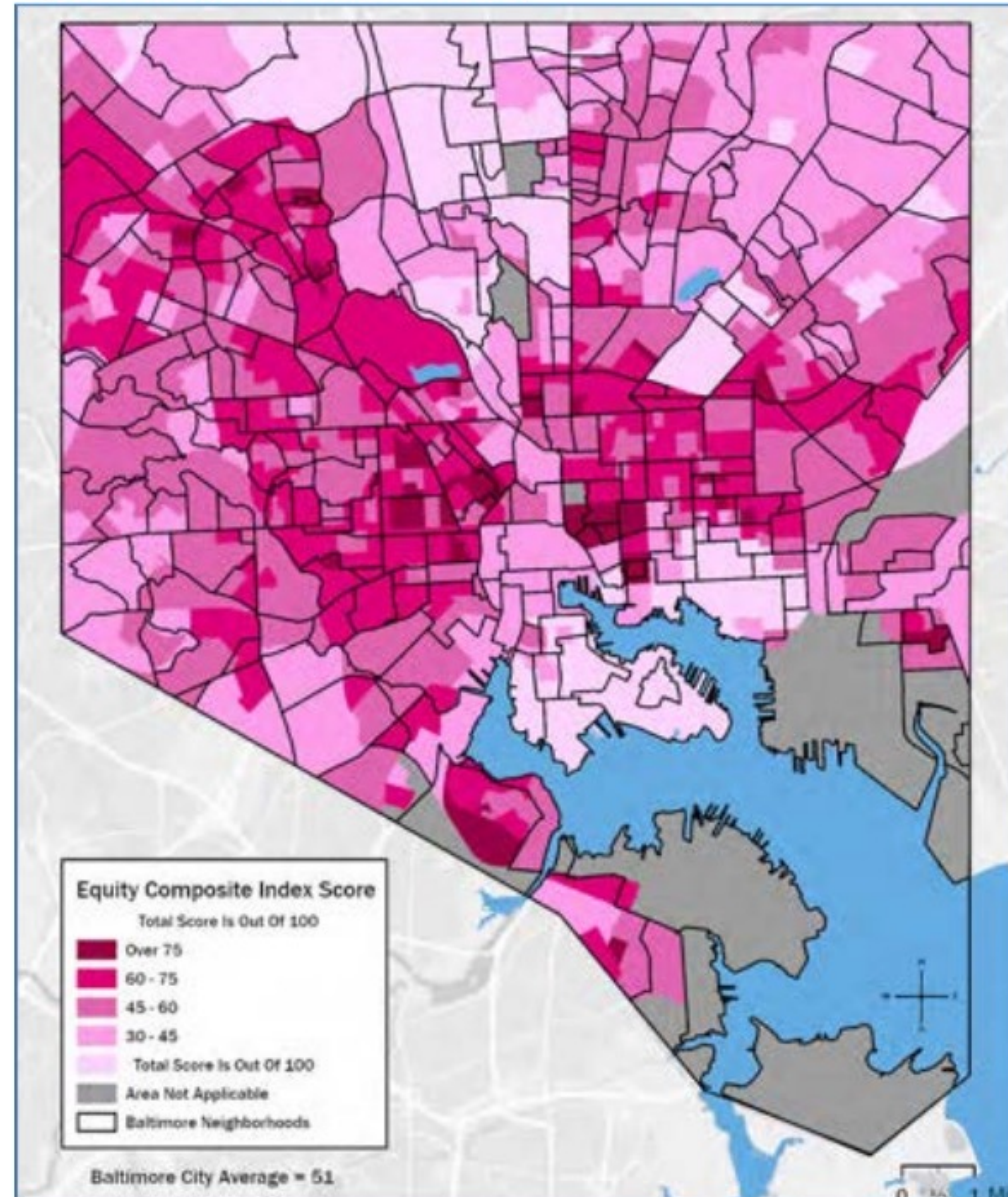 Equity Composite Index Score
Total Score Is Out Of 100
Over 75
60 - 75
45 - 60
30 - 45
Total Score Is Out Of 100
Area Not Applicable
Baltimore Neighborhoods
Baltimore City Average = 51
0